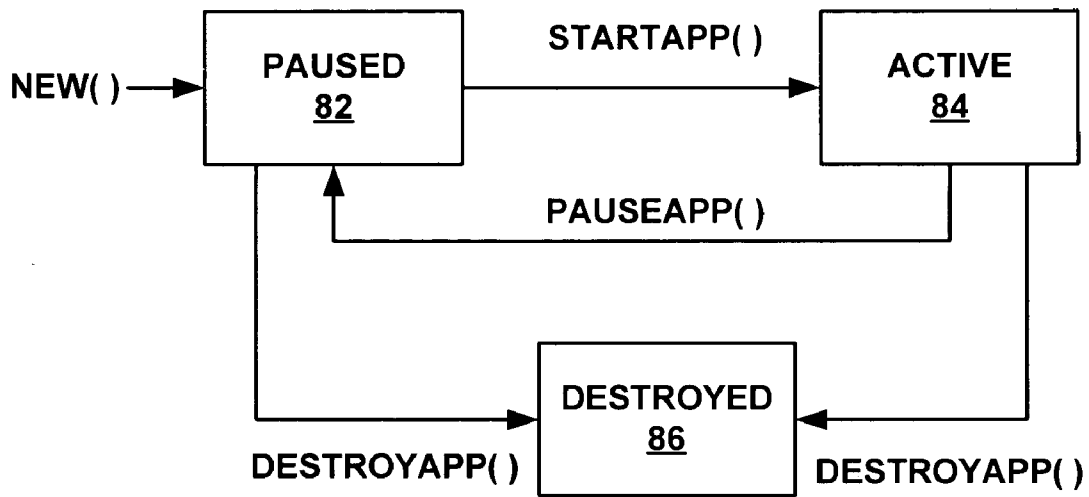 STARTAPP( )
NEW( )
PAUSED
82
ACTIVE
84
PAUSEAPP( )
DESTROYED
86
DESTROYAPP( )
DESTROYAPP( )